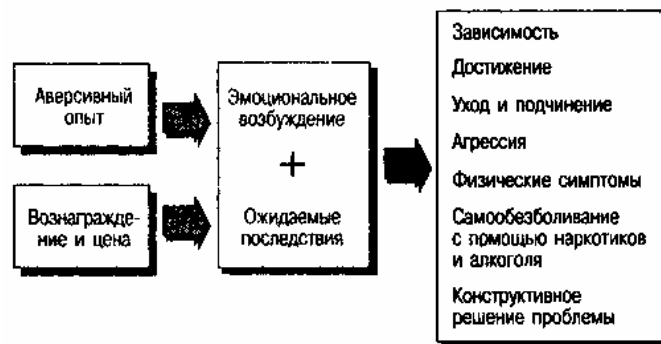 Аверсивный
опыт
Вознагражде-
ние и цена
Эмоциональное
возбуждение
+
Ожидаемые
последствия
Зависимость
Достижение
Уход и подчинение
Агрессия
Физические симптомы
Самообезболивание
с помощью наркотиков
и алкоголя
Конструктивное
решение проблемы